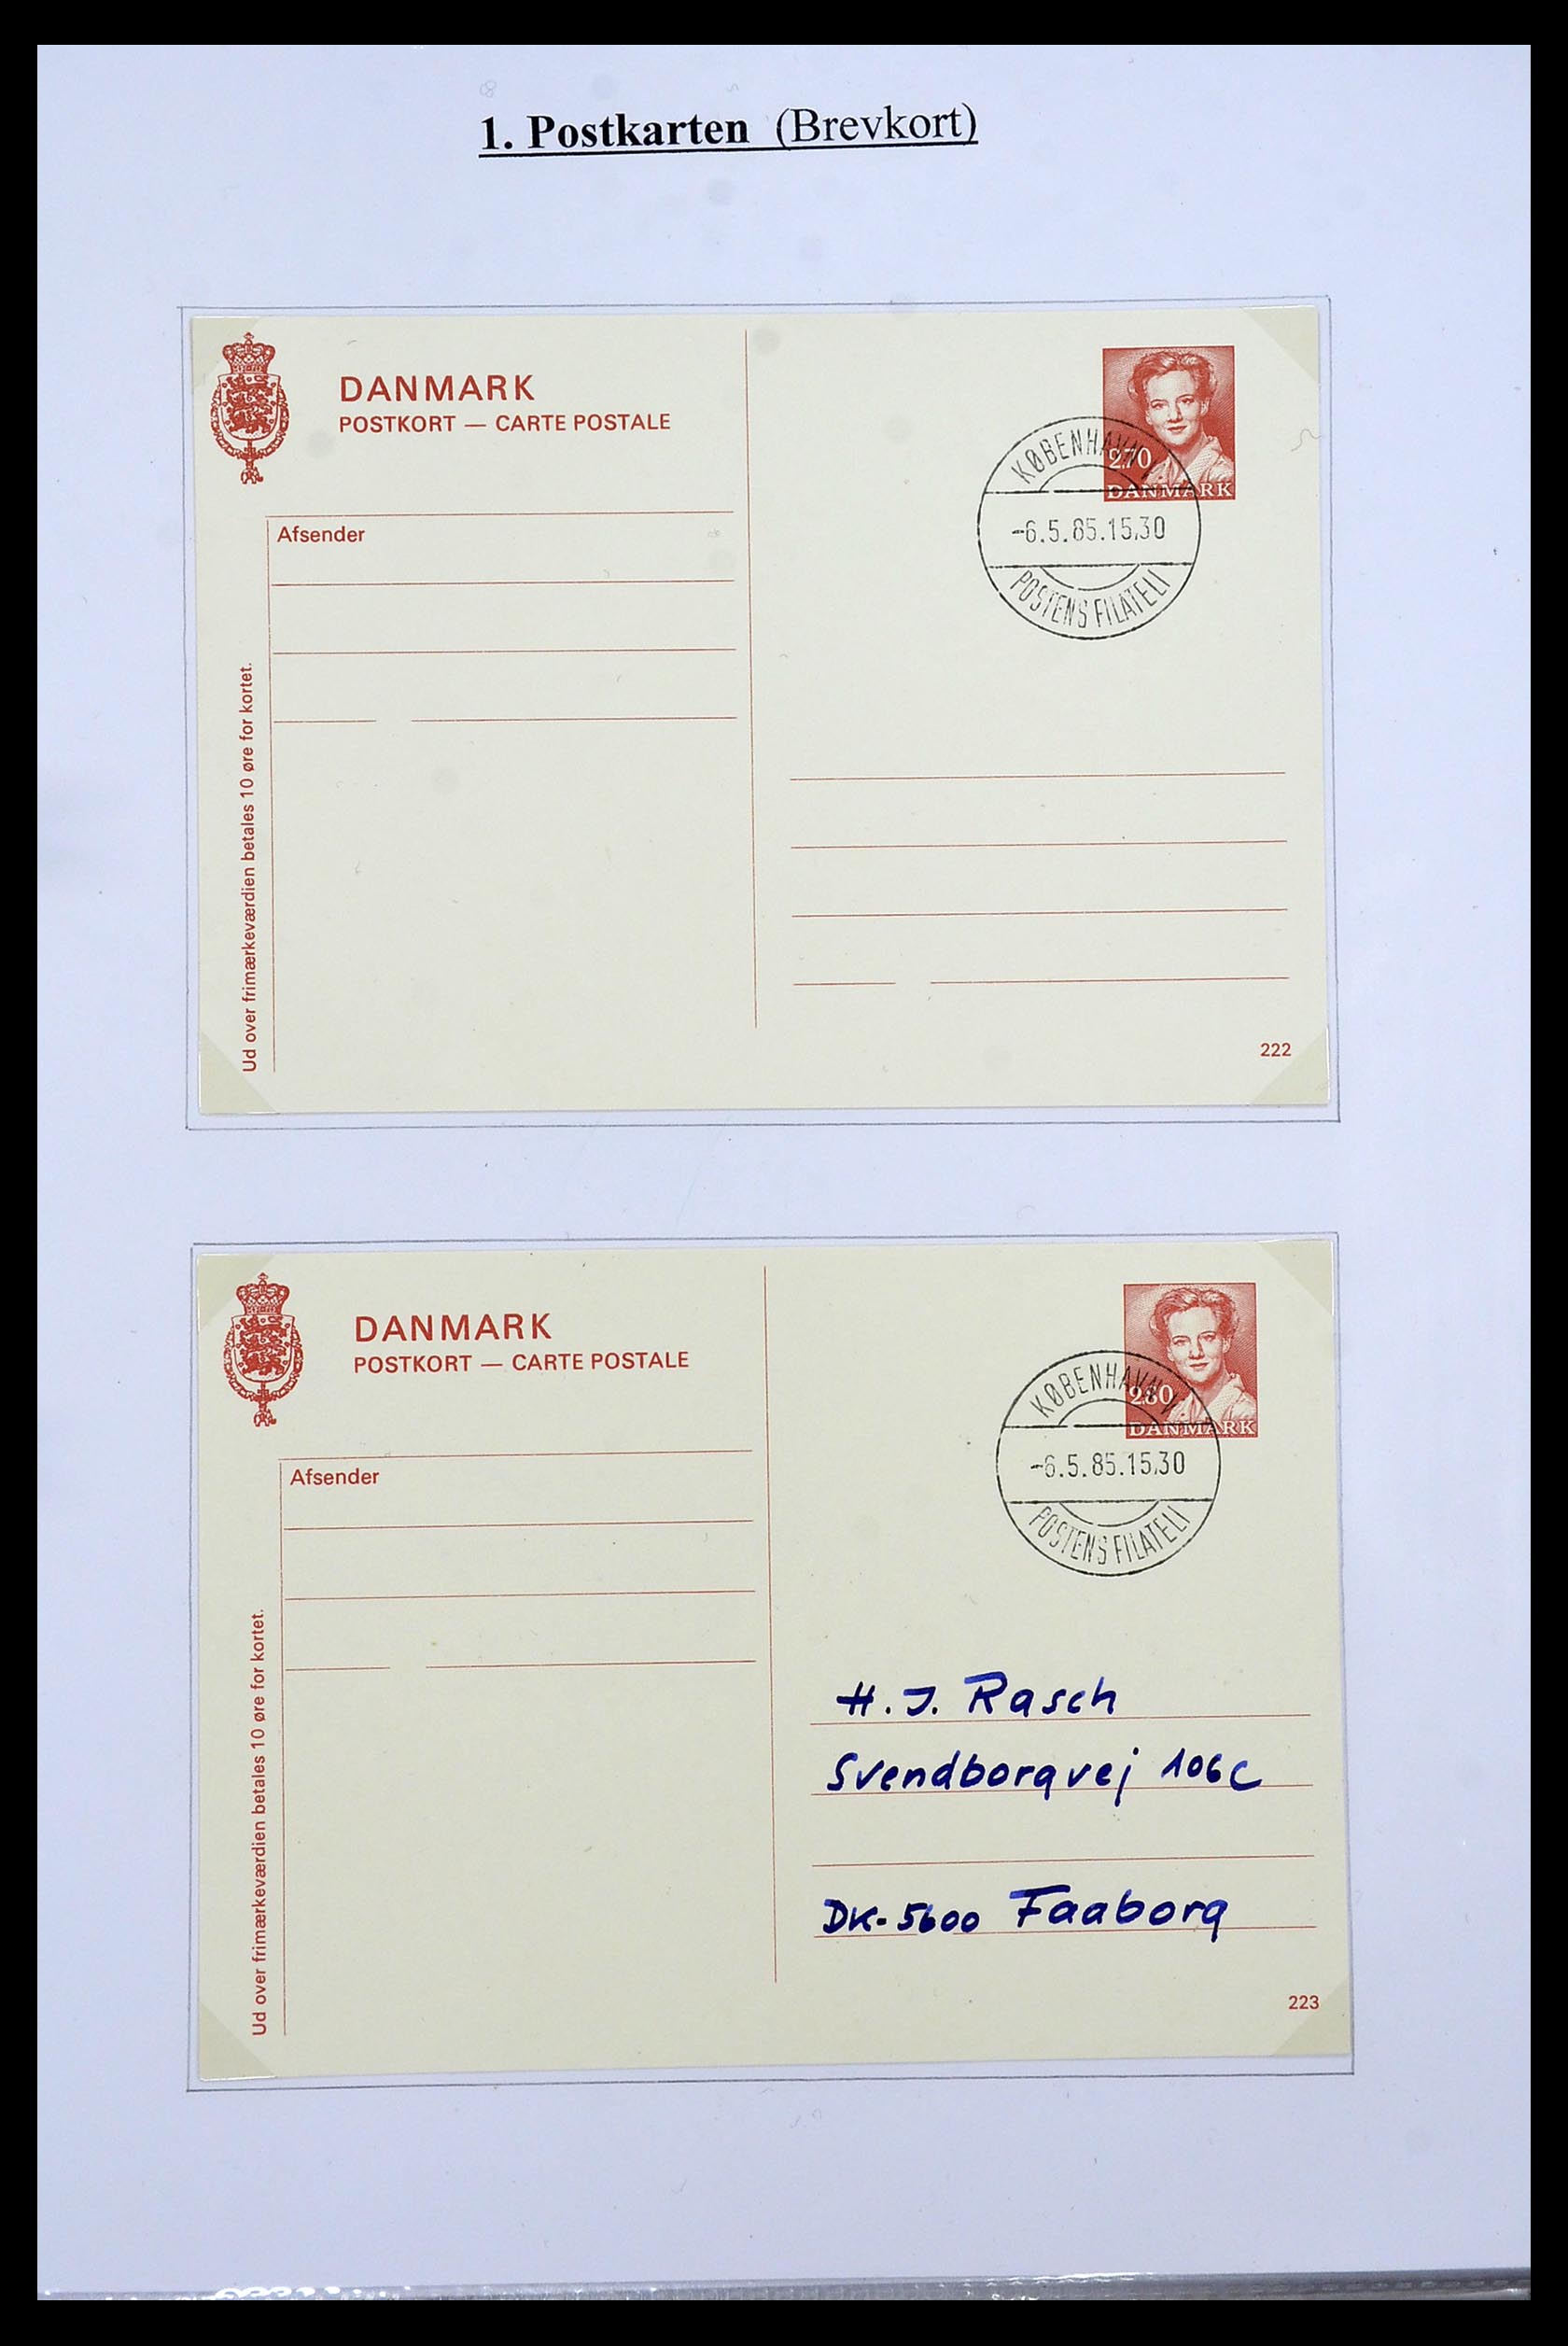 1. Postkarten (Brevkort)
DANMARK
POSTKORT — CARTE POSTALE
2.70
DANMARK
KØBENHAVN V
-6.5.85.15.30
POSTENS FILATELI
Afsender
Ud over frimærkeværdien betales 10 øre for kortet.
222
DANMARK
POSTKORT — CARTE POSTALE
2.80
DANMARK
KØBENHAVN V
-6.5.85.15.30
POSTENS FILATELI
Afsender
Ud over frimærkeværdien betales 10 øre for kortet.
H. J. Rasch
Svendborgvej 106C
DK-5600 Faaborg
223